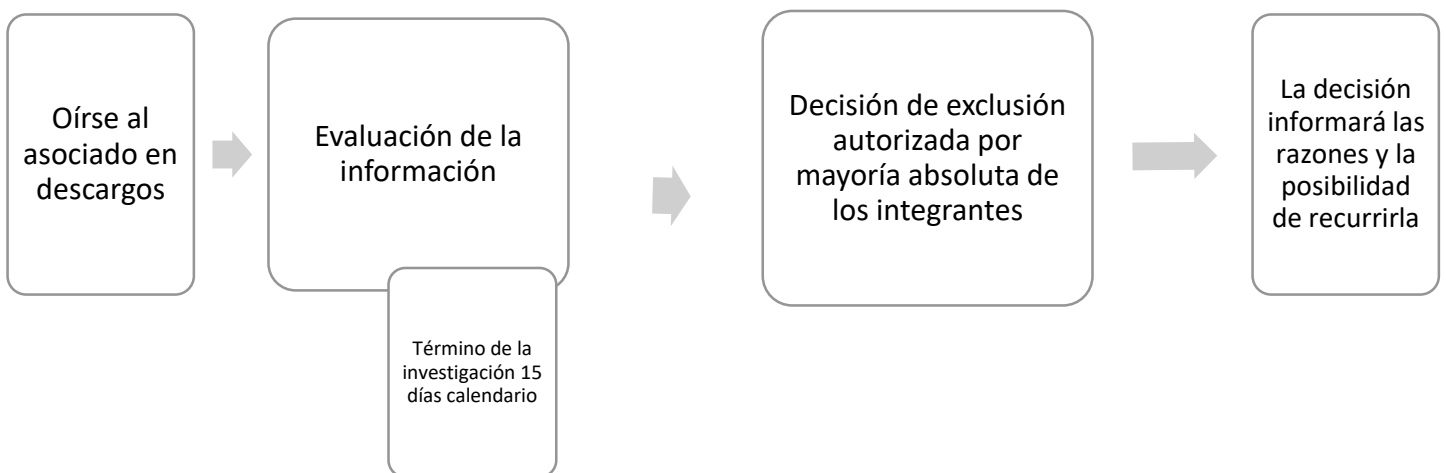 Oírse al
asociado en
descargos
Evaluación de la
información
Término de la
investigación 15
días calendario
Decisión de exclusión
autorizada por
mayoría absoluta de
los integrantes
La decisión
informará las
razones y la
posibilidad
de recurrirla